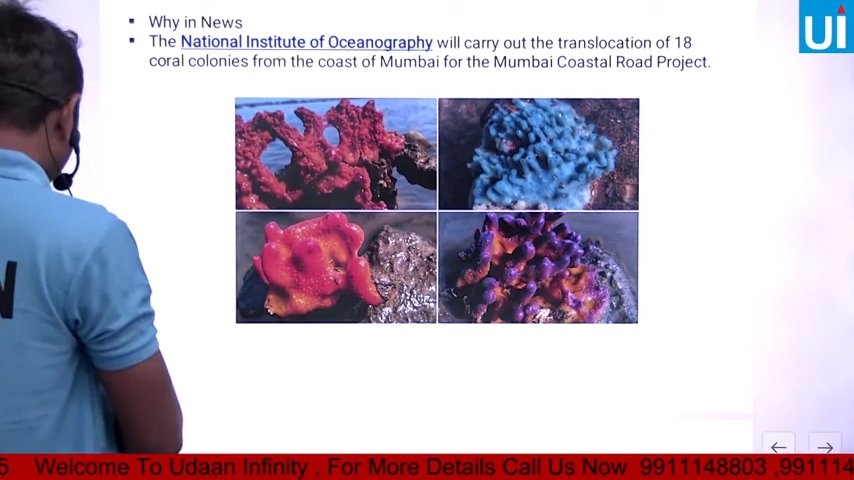 ▪ Why in News
▪ The National Institute of Oceanography will carry out the translocation of 18
coral colonies from the coast of Mumbai for the Mumbai Coastal Road Project.
UI
N
5 Welcome To Udaan Infinity , For More Details Call Us Now 9911148803 ,991114